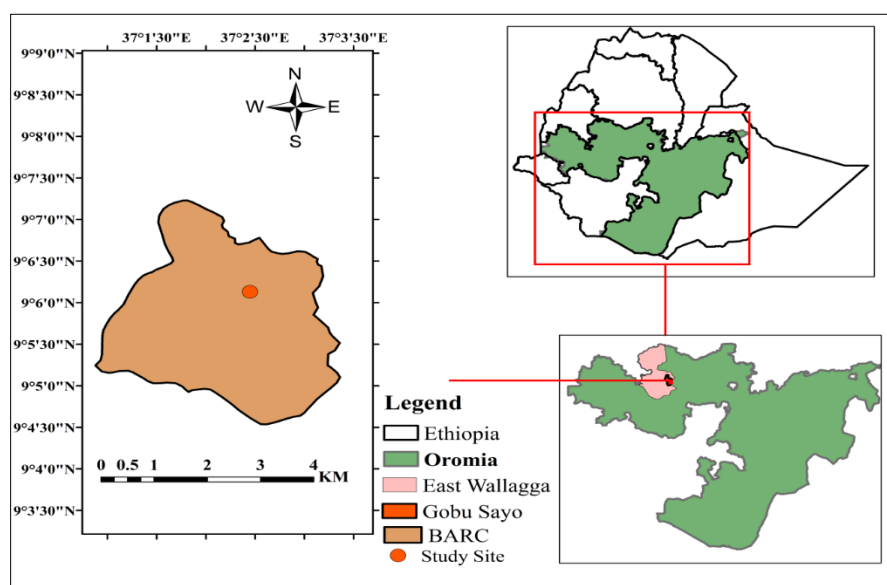 37°1'30"E 37°2'30"E 37°3'30"E
9°9'0"N
9°8'30"N
9°8'0"N
9°7'30"N
9°7'0"N
9°6'30"N
9°6'0"N
9°5'30"N
9°5'0"N
9°4'30"N
9°4'0"N
9°3'30"N
N
W E
S
0 0.5 1 2 3 4
KM
Legend
Ethiopia
Oromia
East Wallagga
Gobu Sayo
BARC
Study Site